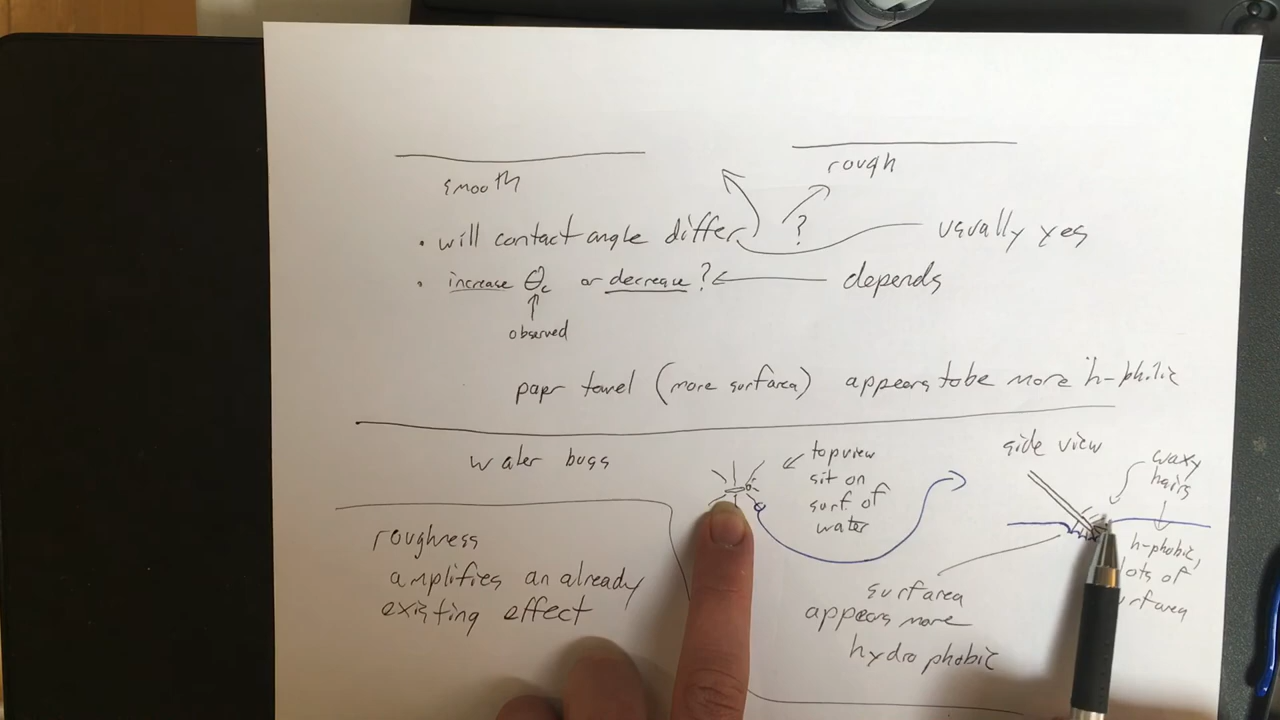 smooth
rough
• will contact angle differ ?
usually yes
• increase θc or decrease ?
depends
observed
papr towel (more surfarea) appears to be more h-philic
water bugs
top view
sit on
surf of
water
side view
waxy
hairs
h-phobic,
lots of
surfarea
surfarea
appears more
hydrophobic
roughness
amplifies an already
existing effect